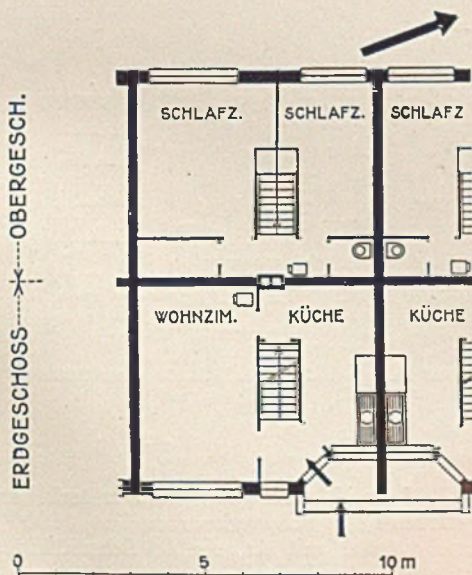 OBERGESCH.
ERDGESCHOSS
SCHLAFZ.
SCHLAFZ.
SCHLAFZ
WOHNZIM.
KÜCHE
KÜCHE
0
5
10 m